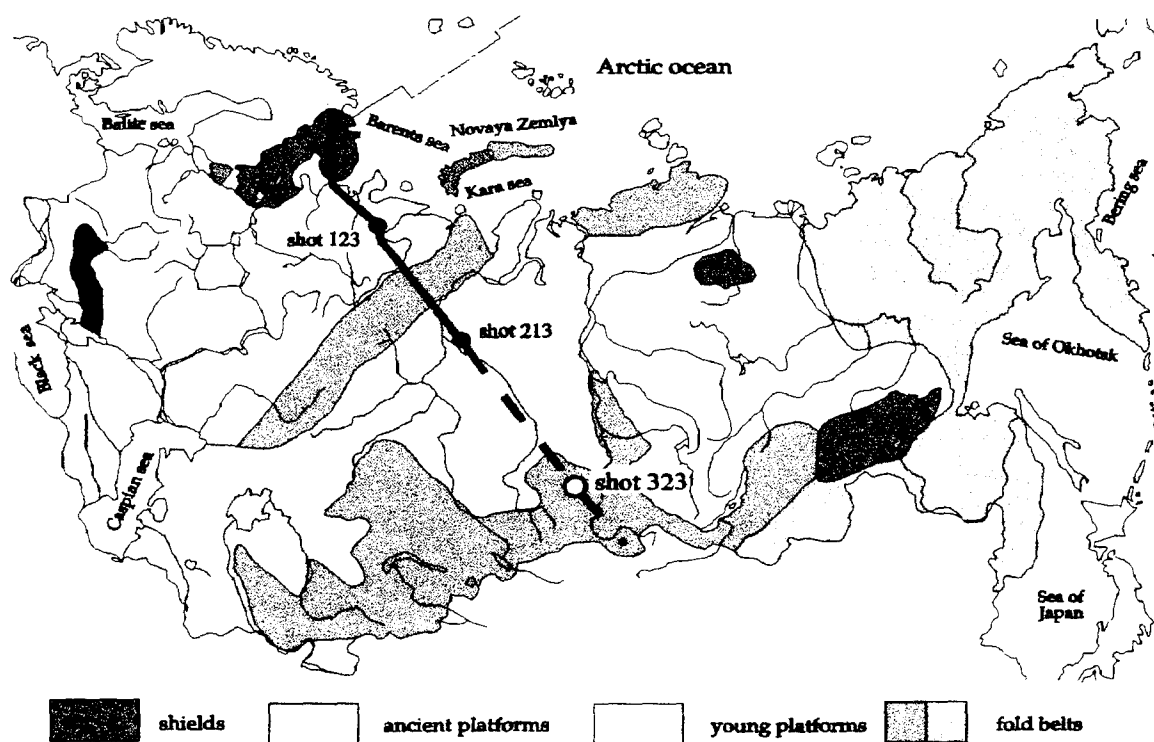 Arctic ocean
Baltic sea
Barents sea
Novaya Zemlya
Kara sea
Bering sea
shot 123
shot 213
Sea of Okhotsk
Black sea
Caspian sea
shot 323
Sea of
Japan
shields
ancient platforms
young platforms
fold belts